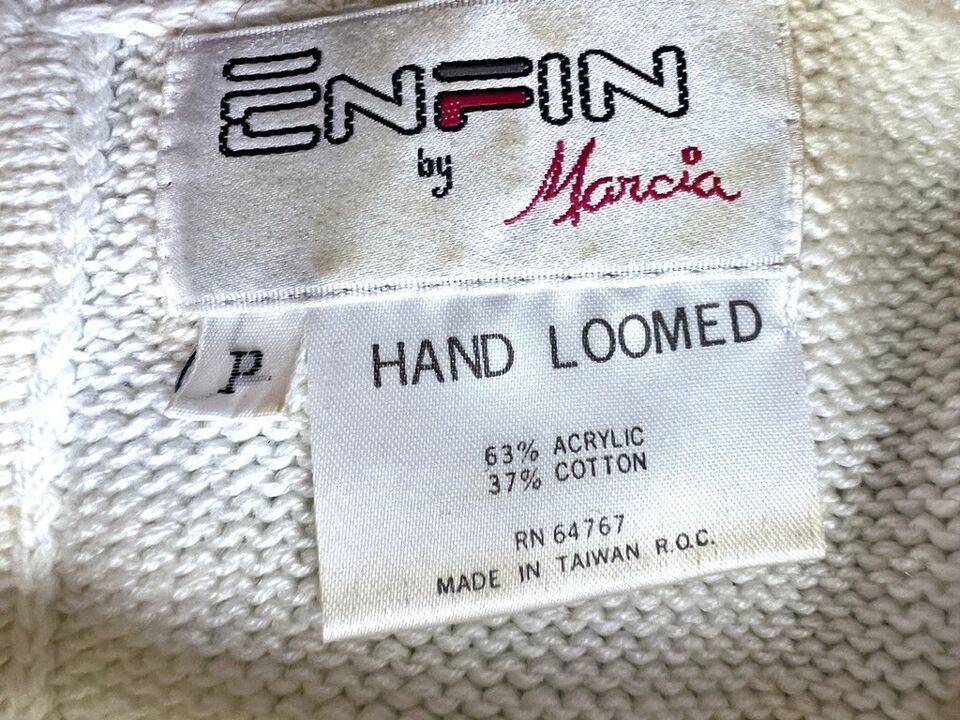 ENFIN
by Marcia
P
HAND LOOMED
63% ACRYLIC
37% COTTON
RN 64767
MADE IN TAIWAN R.O.C.